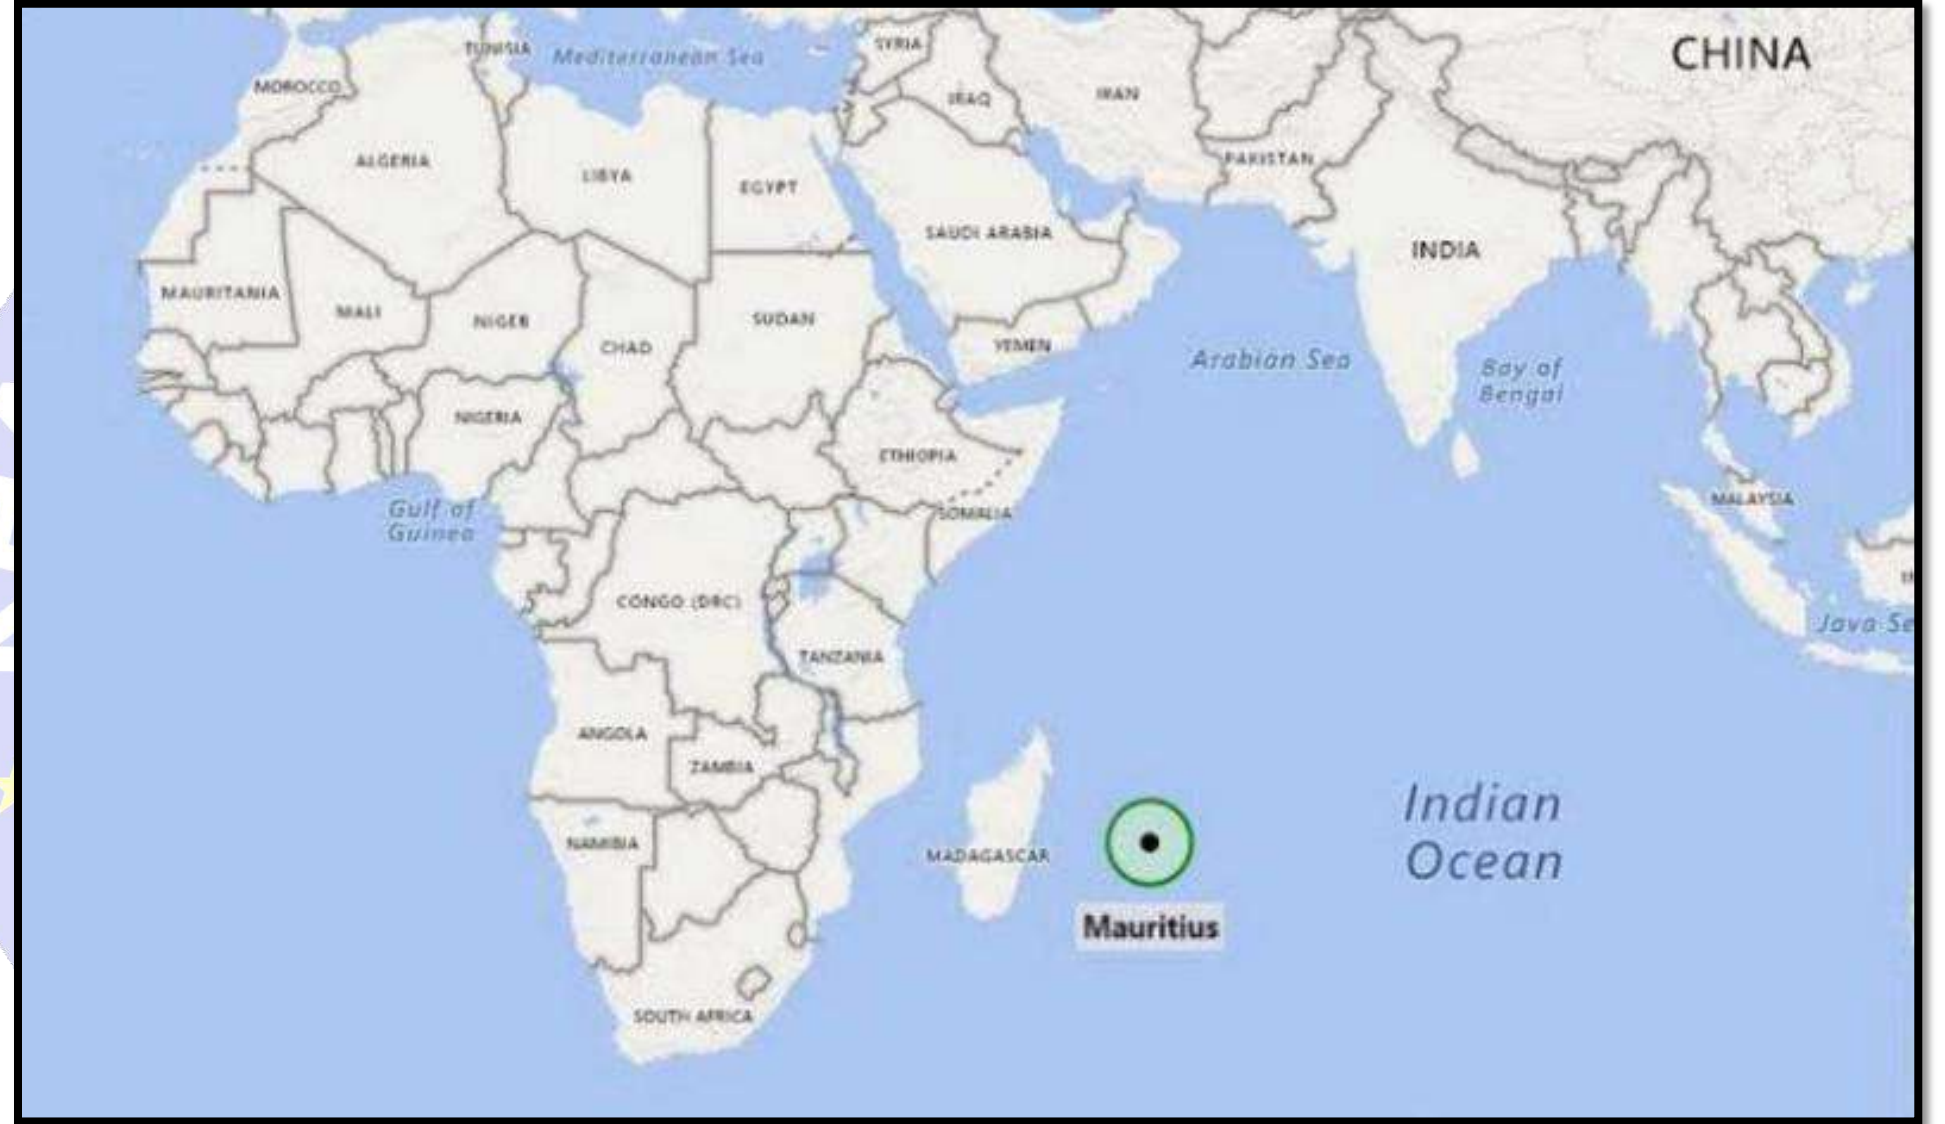 CHINA
SYRIA
TUNISIA
Mediterranean Sea
MOROCCO
IRAQ
IRAN
ALGERIA
LIBYA
EGYPT
PAKISTAN
SAUDI ARABIA
INDIA
MAURITANIA
MALI
NIGER
CHAD
SUDAN
YEMEN
Arabian Sea
Bay of
Bengal
NIGERIA
ETHIOPIA
MALAYSIA
Gulf of
Guinea
SOMALIA
CONGO (DRC)
Java Se
TANZANIA
ANGOLA
ZAMBIA
Indian
Ocean
NAMIBIA
MADAGASCAR
Mauritius
SOUTH AFRICA